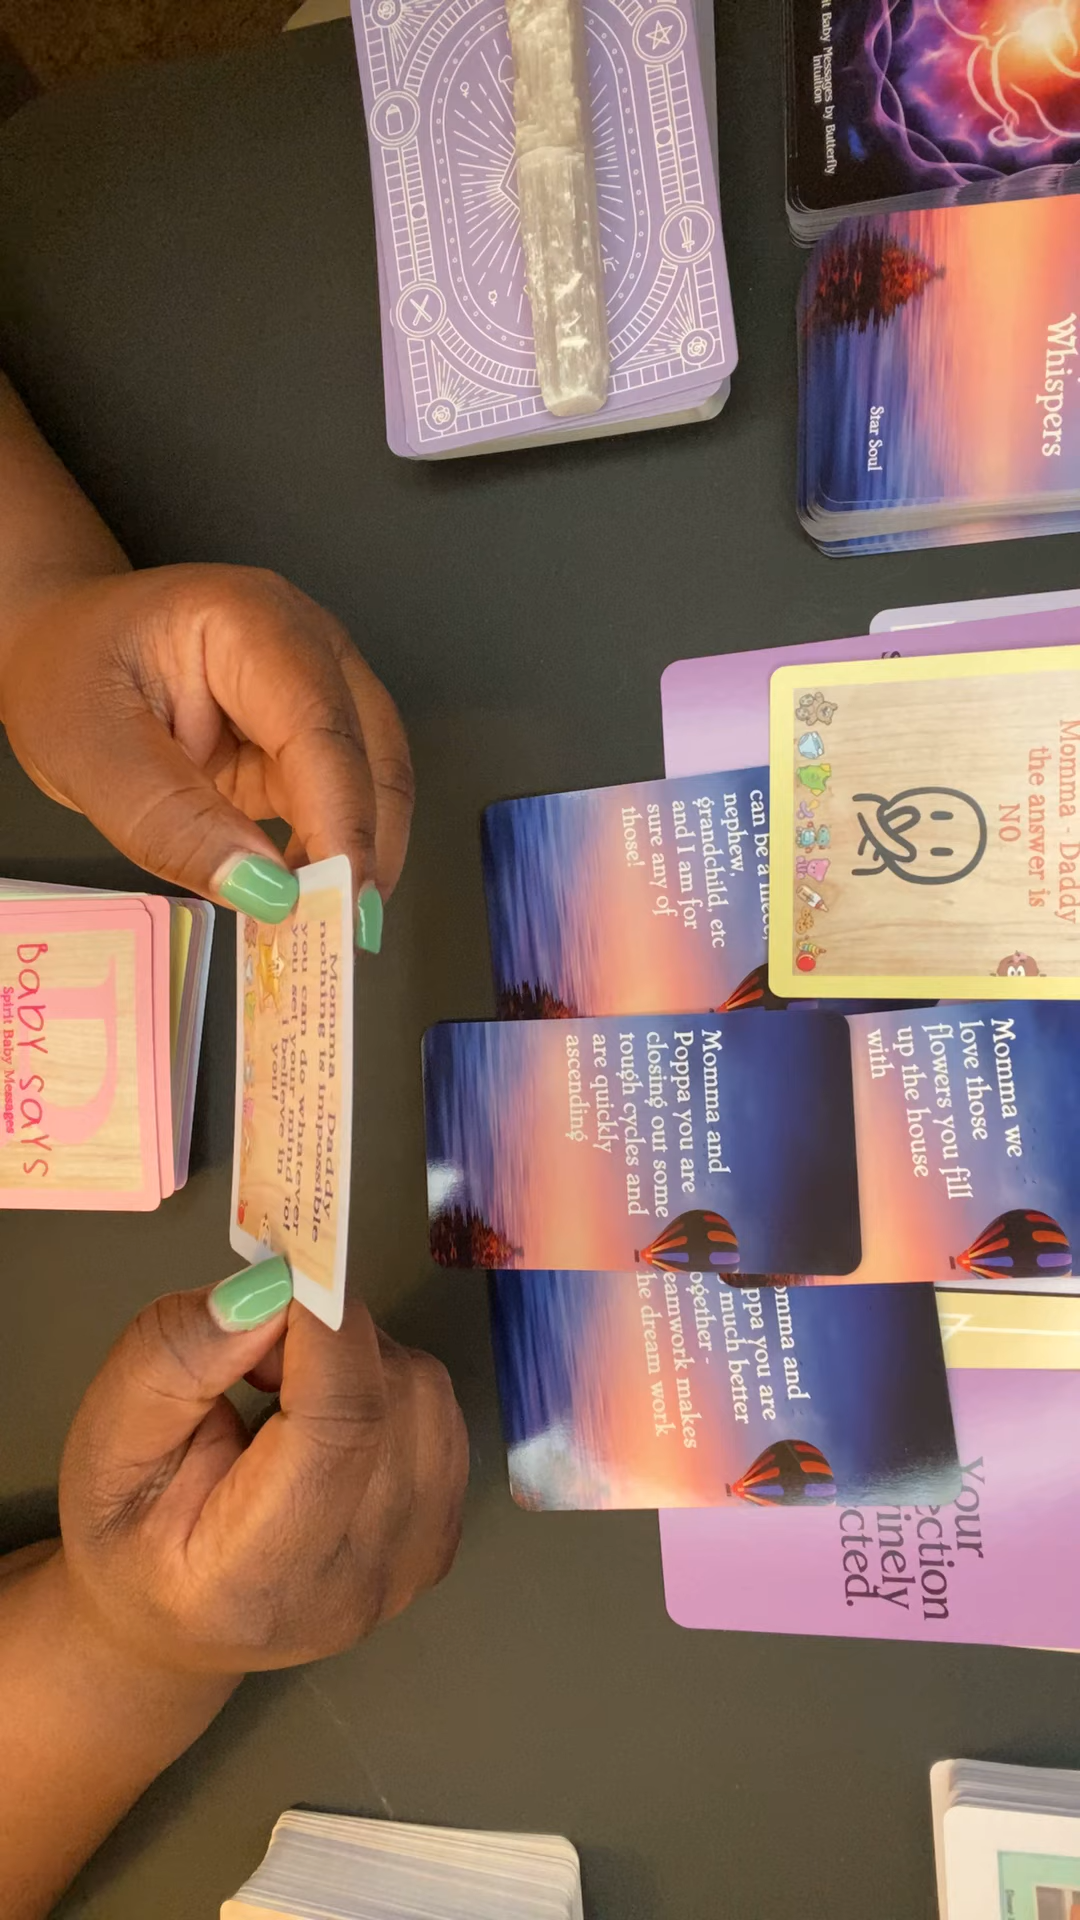 it Baby Messages by Butterfly
Intuition
Whispers
Star Soul
Momma - Daddy
the answer is
NO
can be a niece,
nephew,
grandchild, etc
and I am for
sure any of
those!
Momma we
love those
flowers you fill
up the house
with
Momma and
Poppa you are
closing out some
tough cycles and
are quickly
ascending
omma and
ppa you are
much better
ogether -
eamwork makes
he dream work
Your
ection
inely
cted.
Momma - Daddy
nothing is impossible
you can do whatever
you set your mind to!
I believe in
you!
B
Baby Says
Spirit Baby Messages